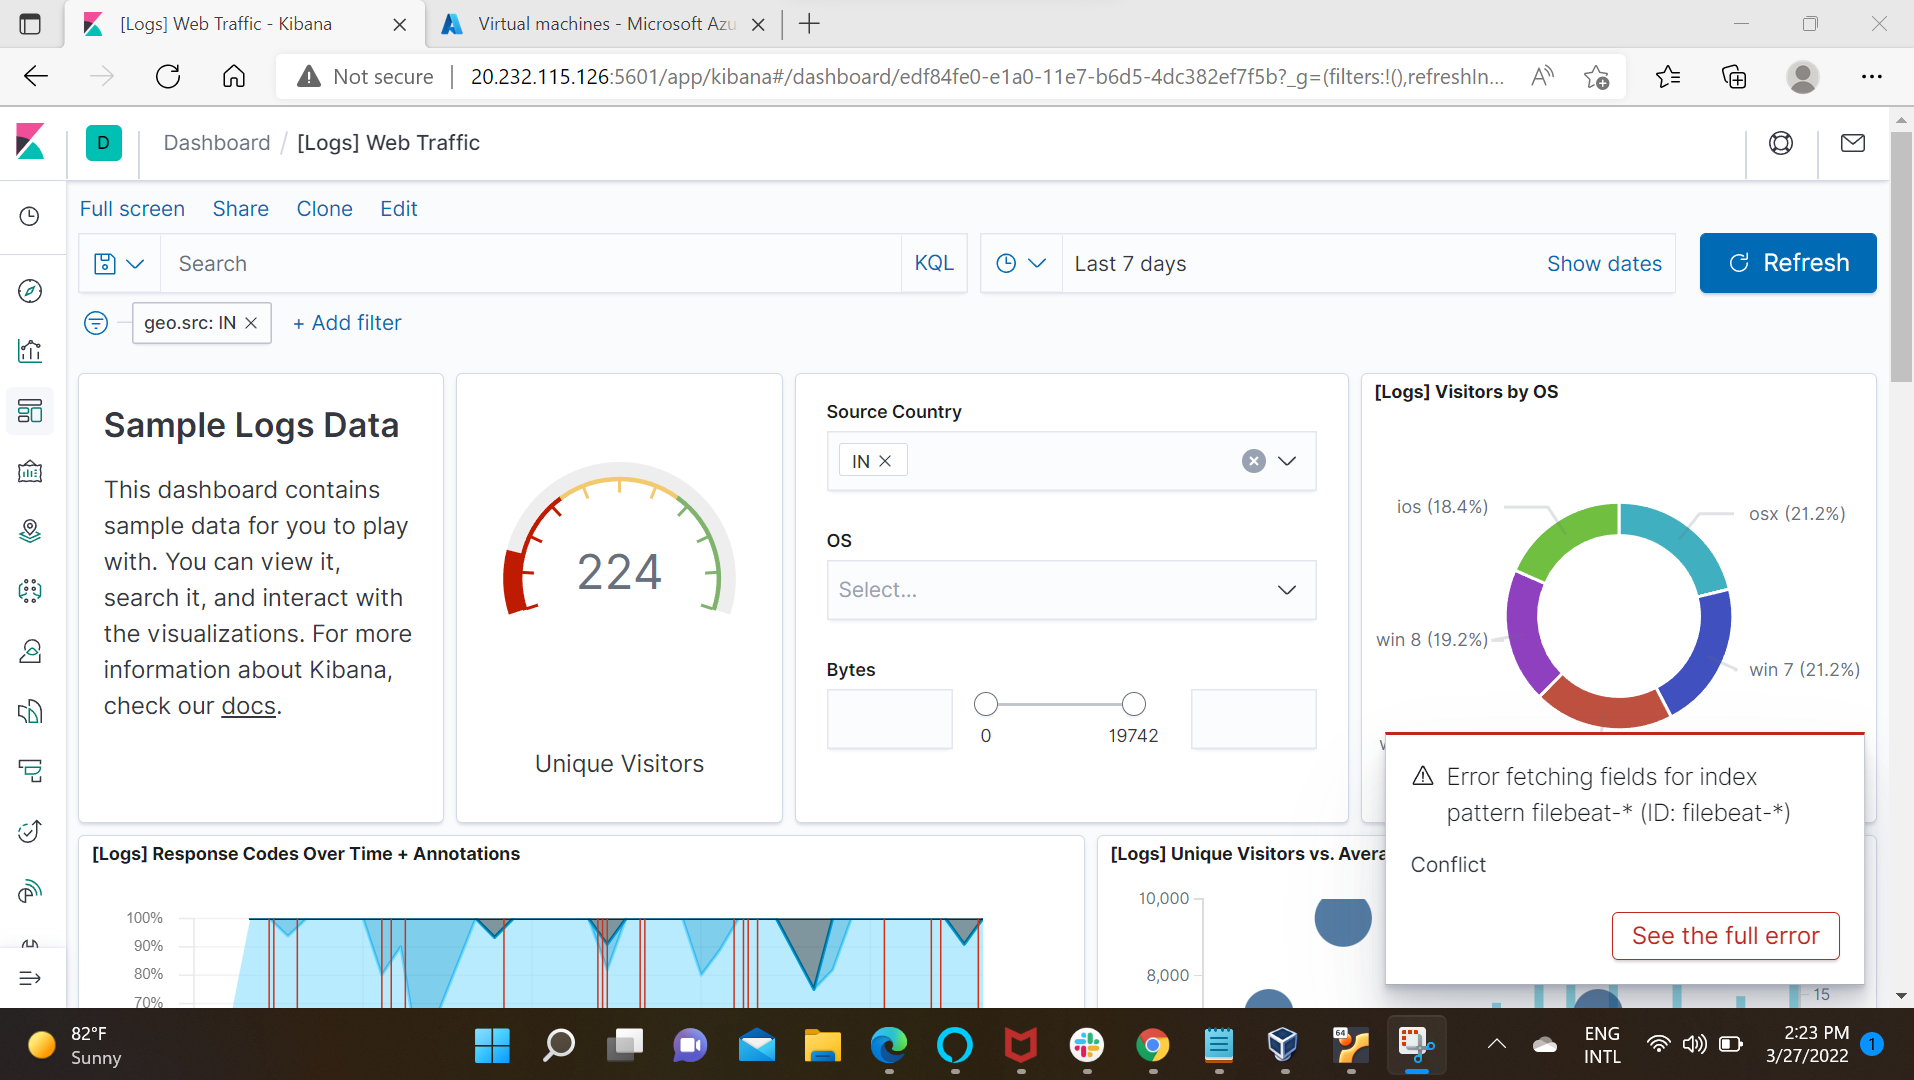 [Logs] Web Traffic - Kibana
Virtual machines - Microsoft Azu
Not secure
20.232.115.126:5601/app/kibana#/dashboard/edf84fe0-e1a0-11e7-b6d5-4dc382ef7f5b?_g=(filters:!(),refreshIn...
D
Dashboard / [Logs] Web Traffic
Full screen Share Clone Edit
Search
KQL
Last 7 days
Show dates
Refresh
geo.src: IN
+ Add filter
Sample Logs Data
This dashboard contains
sample data for you to play
with. You can view it,
search it, and interact with
the visualizations. For more
information about Kibana,
check our docs.
224
Unique Visitors
Source Country
IN
OS
Select...
Bytes
0
19742
[Logs] Visitors by OS
ios (18.4%)
osx (21.2%)
win 8 (19.2%)
win 7 (21.2%)
Error fetching fields for index
pattern filebeat-* (ID: filebeat-*)
Conflict
See the full error
[Logs] Response Codes Over Time + Annotations
100%
90%
80%
70%
[Logs] Unique Visitors vs. Avera
10,000
8,000
15
82°F
Sunny
64
ENG
INTL
2:23 PM
3/27/2022
1